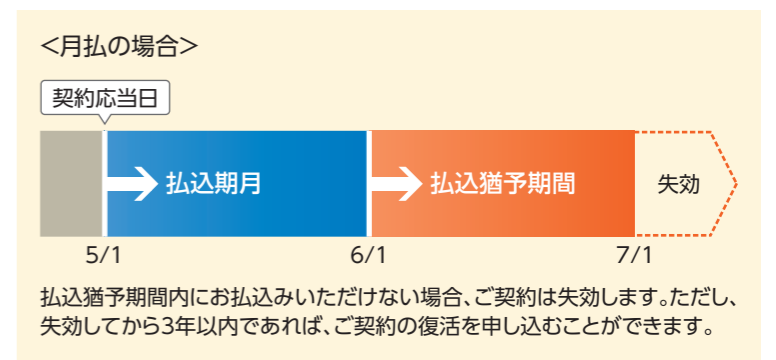 <月払の場合>
契約応当日
払込期月
払込猶予期間
失効
5/1
6/1
7/1
払込猶予期間内にお払込みいただけない場合、ご契約は失効します。ただし、
失効してから3年以内であれば、ご契約の復活を申し込むことができます。